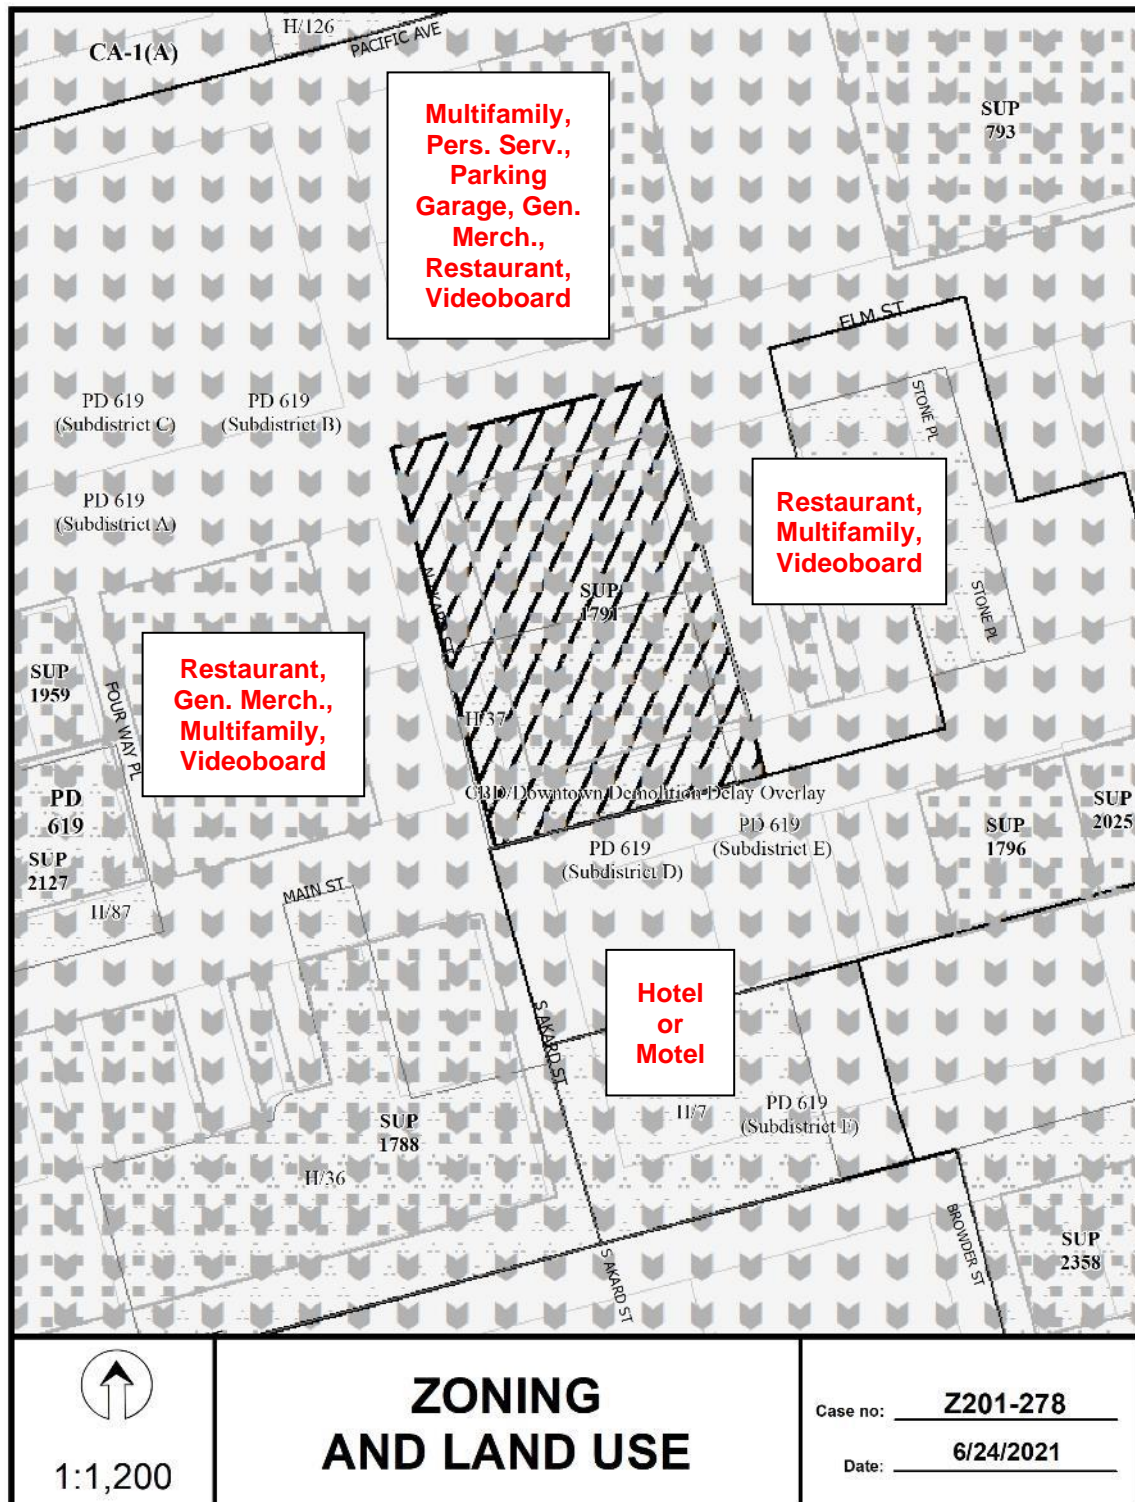 H/126
PACIFIC AVE
CA-1(A)
Multifamily,
Pers. Serv.,
Parking
Garage, Gen.
Merch.,
Restaurant,
Videoboard
SUP
793
ELM ST
STONE PL
PD 619
(Subdistrict C)
PD 619
(Subdistrict B)
PD 619
(Subdistrict A)
Restaurant,
Multifamily,
Videoboard
STONE PL
SUP
1791
N AKARD ST
H/37
SUP
1959
FOUR WAY PL
Restaurant,
Gen. Merch.,
Multifamily,
Videoboard
PD
619
SUP
2127
H/87
CBD/Downtown Demolition Delay Overlay
PD 619
(Subdistrict D)
PD 619
(Subdistrict E)
SUP
1796
SUP
2025
MAIN ST
Hotel
or
Motel
S AKARD ST
H/7
PD 619
(Subdistrict E)
SUP
1788
H/36
S AKARD ST
BROWDER ST
SUP
2358
1:1,200
ZONING
AND LAND USE
Case no: Z201-278
Date: 6/24/2021